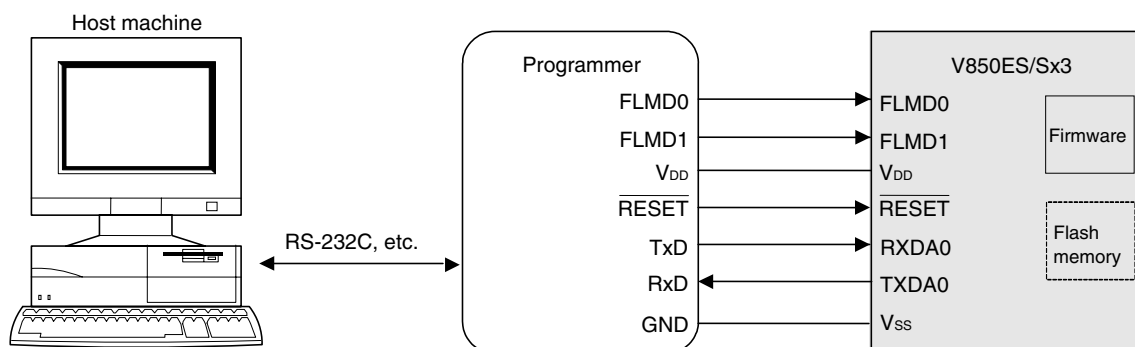 Host machine
RS-232C, etc.
Programmer
FLMD0
FLMD1
VDD
RESET
TxD
RxD
GND
V850ES/Sx3
FLMD0
FLMD1
VDD
RESET
RXDA0
TXDA0
VSS
Firmware
Flash
memory